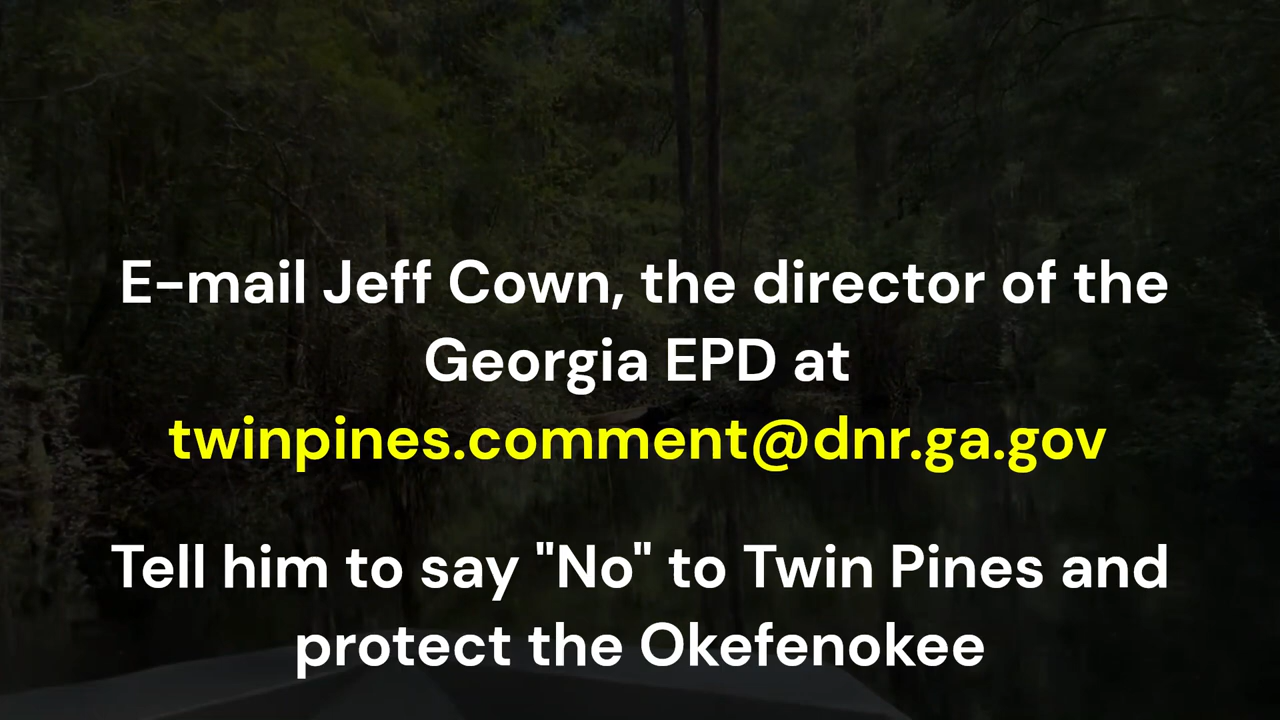 E-mail Jeff Cown, the director of the
Georgia EPD at
twinpines.comment@dnr.ga.gov
Tell him to say "No" to Twin Pines and
protect the Okefenokee